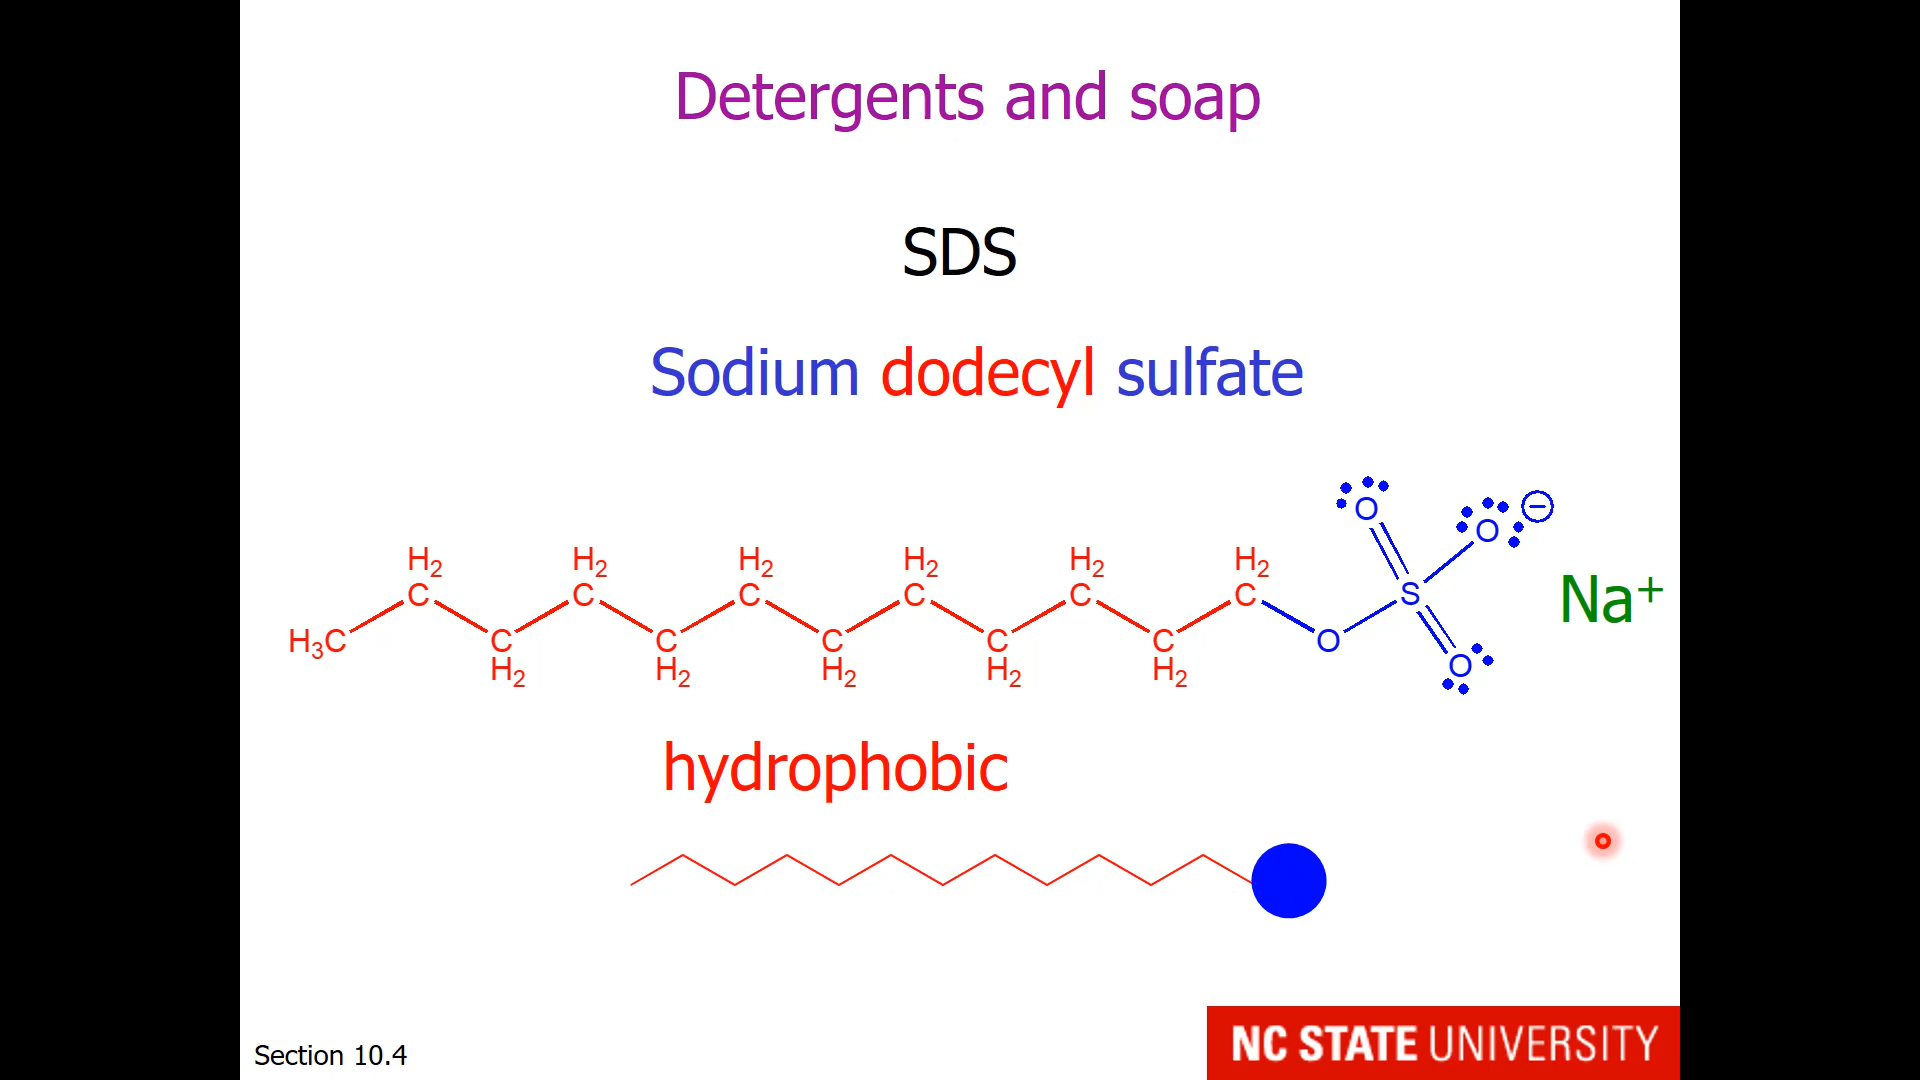 Detergents and soap
SDS
Sodium dodecyl sulfate
O O ⊖
H₂ H₂ H₂ H₂ H₂ H₂
C C C C C C S Na⁺
H₃C C C C C C O
H₂ H₂ H₂ H₂ H₂ O
hydrophobic
Section 10.4
NC STATE UNIVERSITY